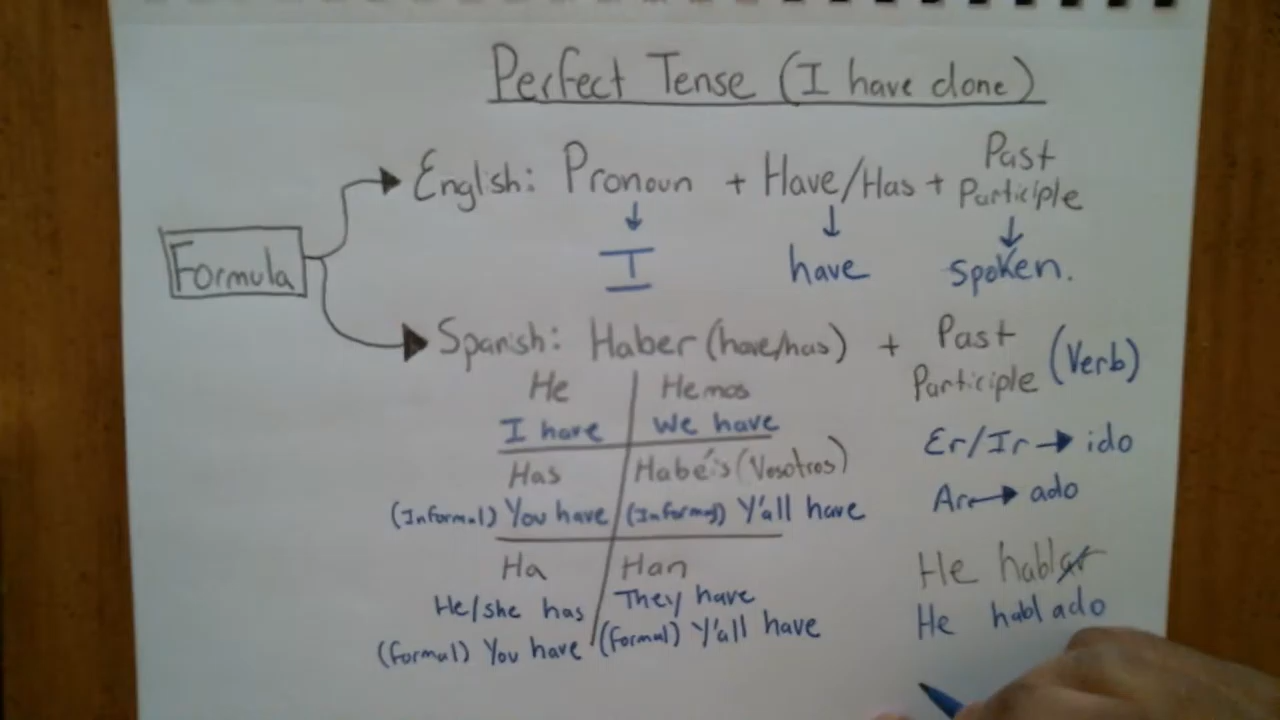 Perfect Tense (I have done)
English: Pronoun + Have/Has + Past Participle
I have spoken.
Formula
Spanish: Haber (have/has) + Past Participle (Verb)
He Hemos
I have We have
Er/Ir → ido
Has Habéis (Vosotros)
Ar → ado
(Informal) You have (Informal) Y'all have
Ha Han
He hablar
He/she has They have
He hablado
(Formal) You have (Formal) Y'all have